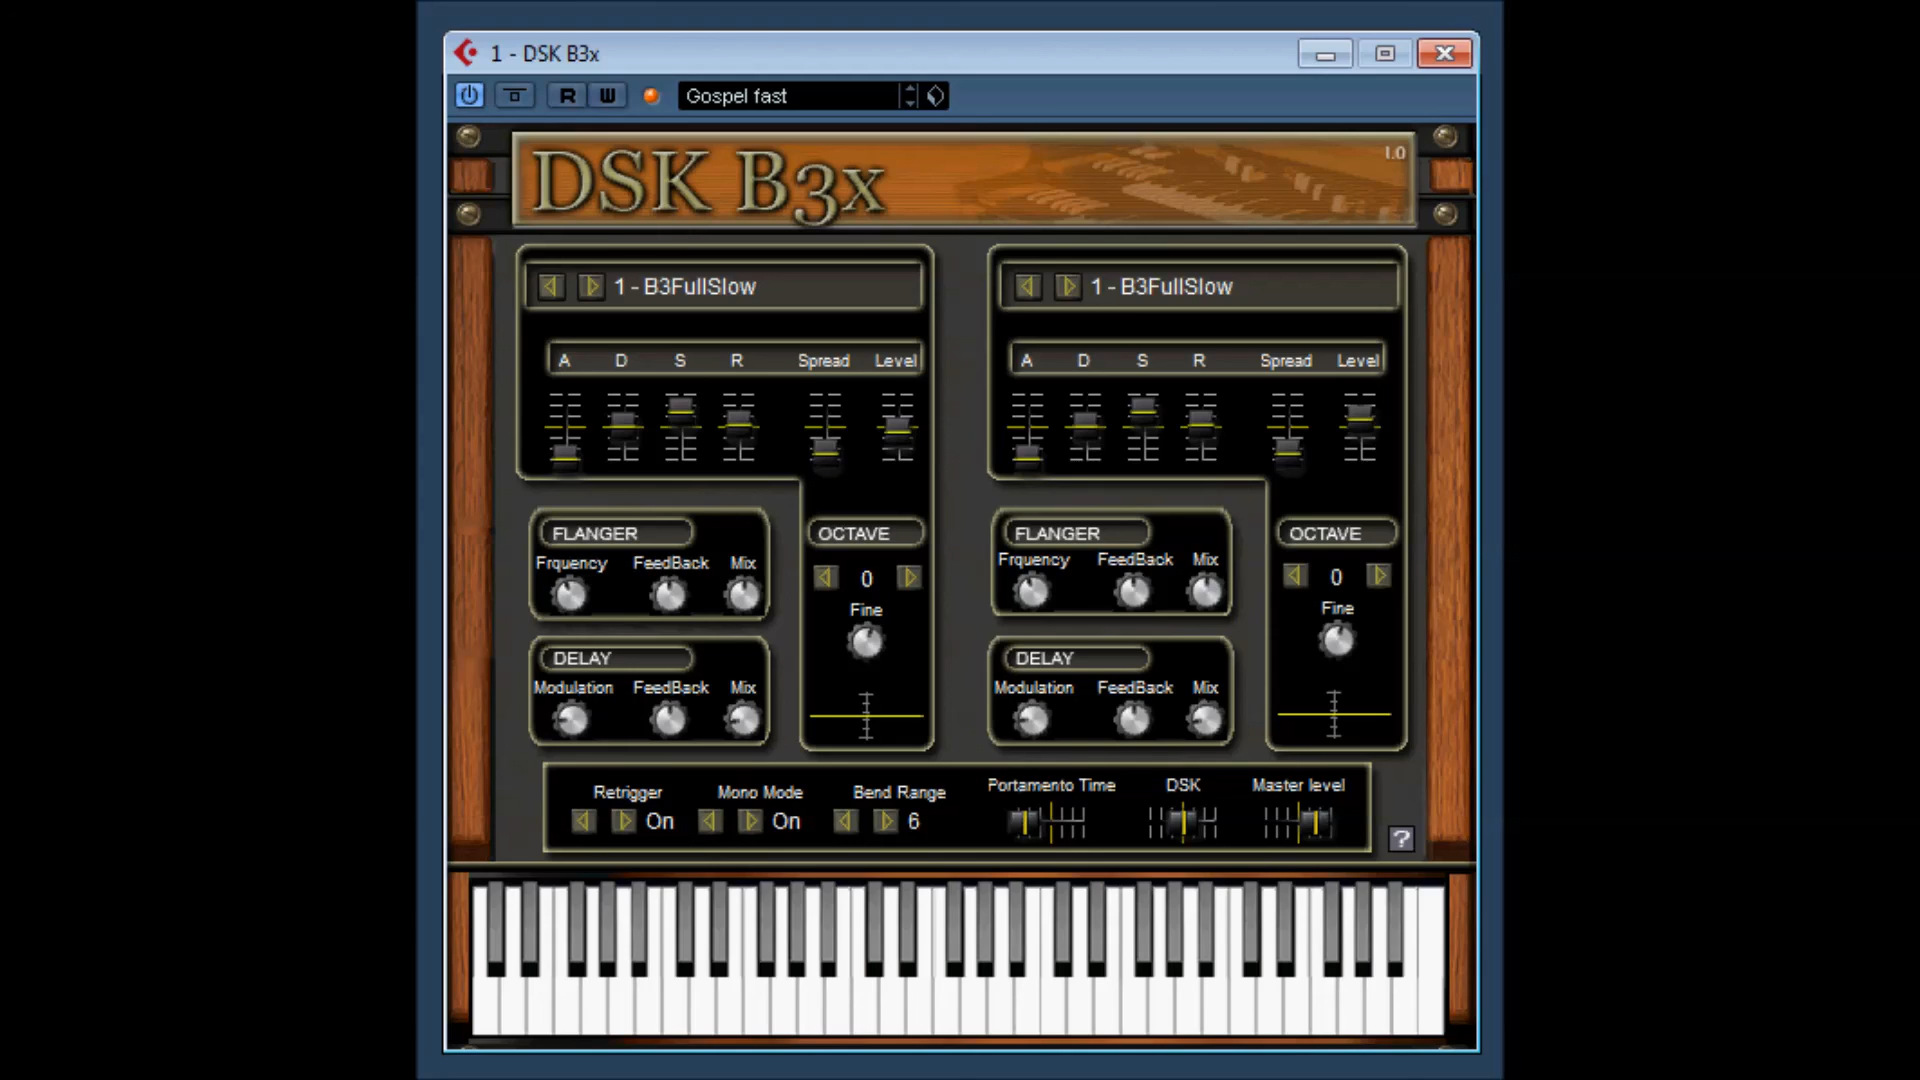 1 - DSK B3x
R W Gospel fast
DSK B3x
1.0
1 - B3FullSlow
A D S R Spread Level
FLANGER
Frquency FeedBack Mix
OCTAVE
0
Fine
DELAY
Modulation FeedBack Mix
1 - B3FullSlow
A D S R Spread Level
FLANGER
Frquency FeedBack Mix
OCTAVE
0
Fine
DELAY
Modulation FeedBack Mix
Retrigger Mono Mode Bend Range Portamento Time DSK Master level
On On 6
?